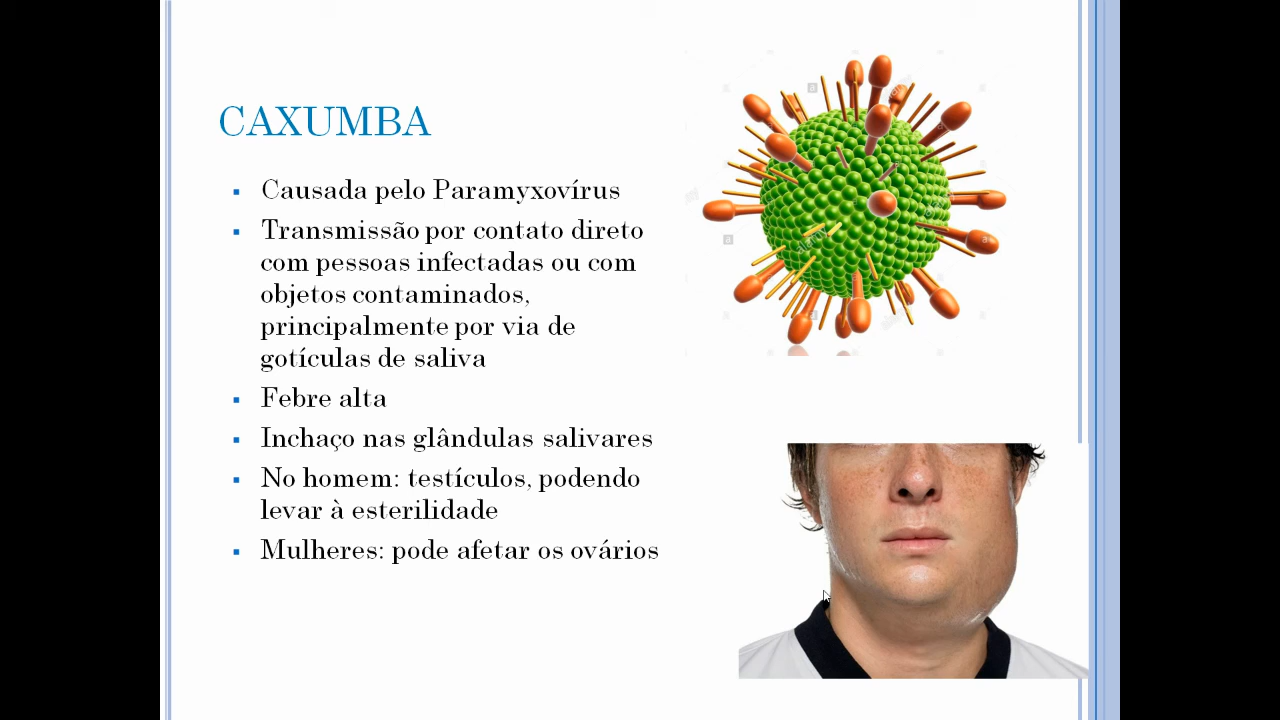 CAXUMBA
Causada pelo Paramyxovírus
Transmissão por contato direto
com pessoas infectadas ou com
objetos contaminados,
principalmente por via de
gotículas de saliva
Febre alta
Inchaço nas glândulas salivares
No homem: testículos, podendo
levar à esterilidade
Mulheres: pode afetar os ovários